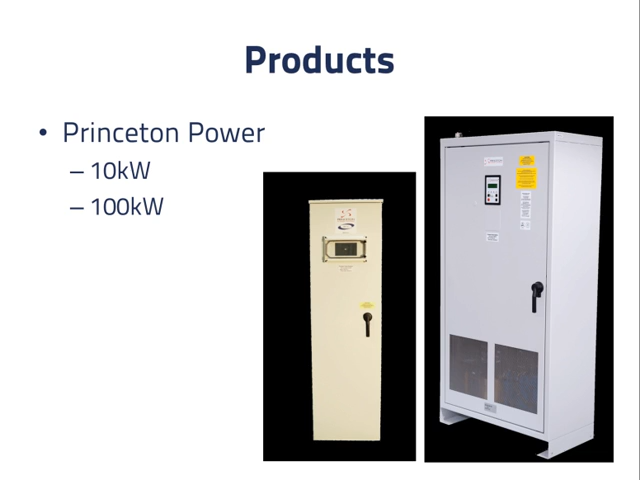 Products
• Princeton Power
– 10kW
– 100kW